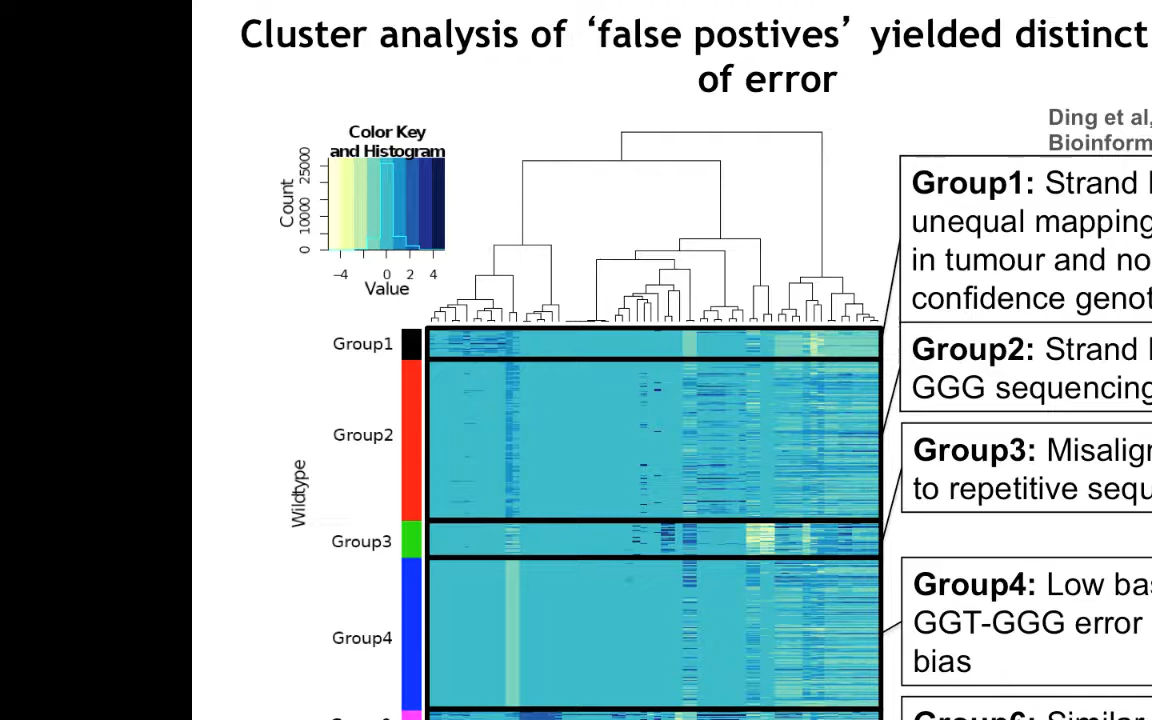 Cluster analysis of ‘false postives’ yielded distinct
of error
Ding et al,
Bioinform
Color Key
and Histogram
Count
0 10000 25000
−4 0 2 4
Value
Group1: Strand
unequal mapping
in tumour and no
confidence genot
Group2: Strand
GGG sequencing
Group3: Misalign
to repetitive sequ
Group4: Low bas
GGT-GGG error
bias
Similar
Group1
Group2
Group3
Group4
Wildtype